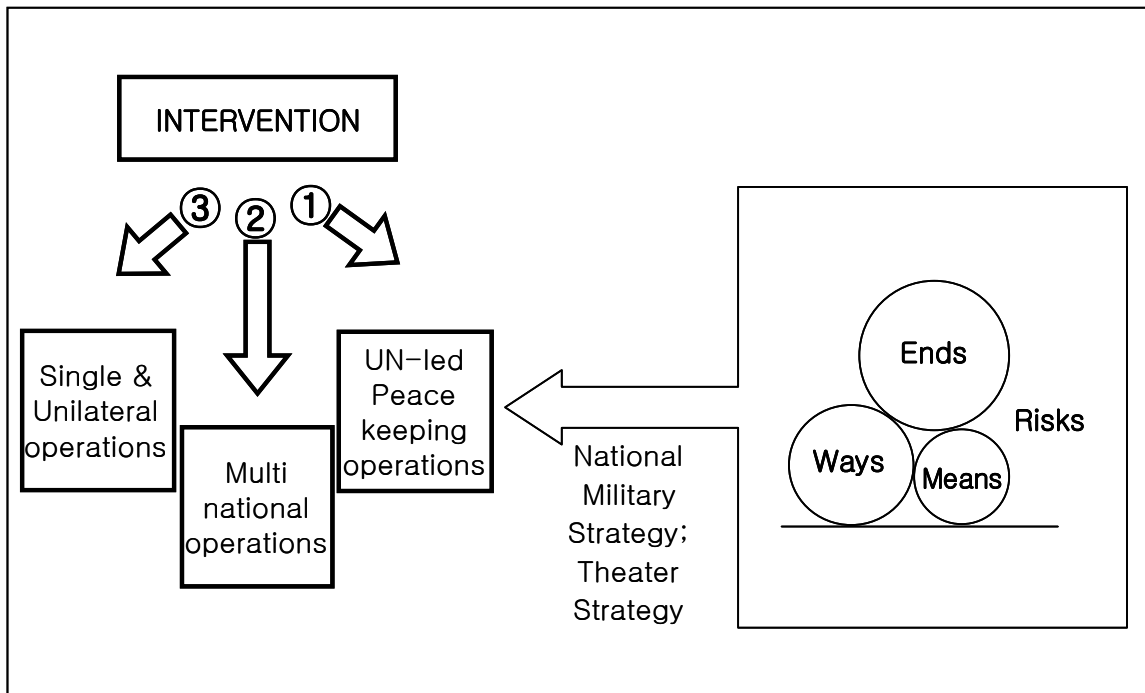 INTERVENTION
③
②
①
Single &
Unilateral
operations
Multi
national
operations
UN-led
Peace
keeping
operations
National
Military
Strategy;
Theater
Strategy
Ends
Risks
Ways
Means